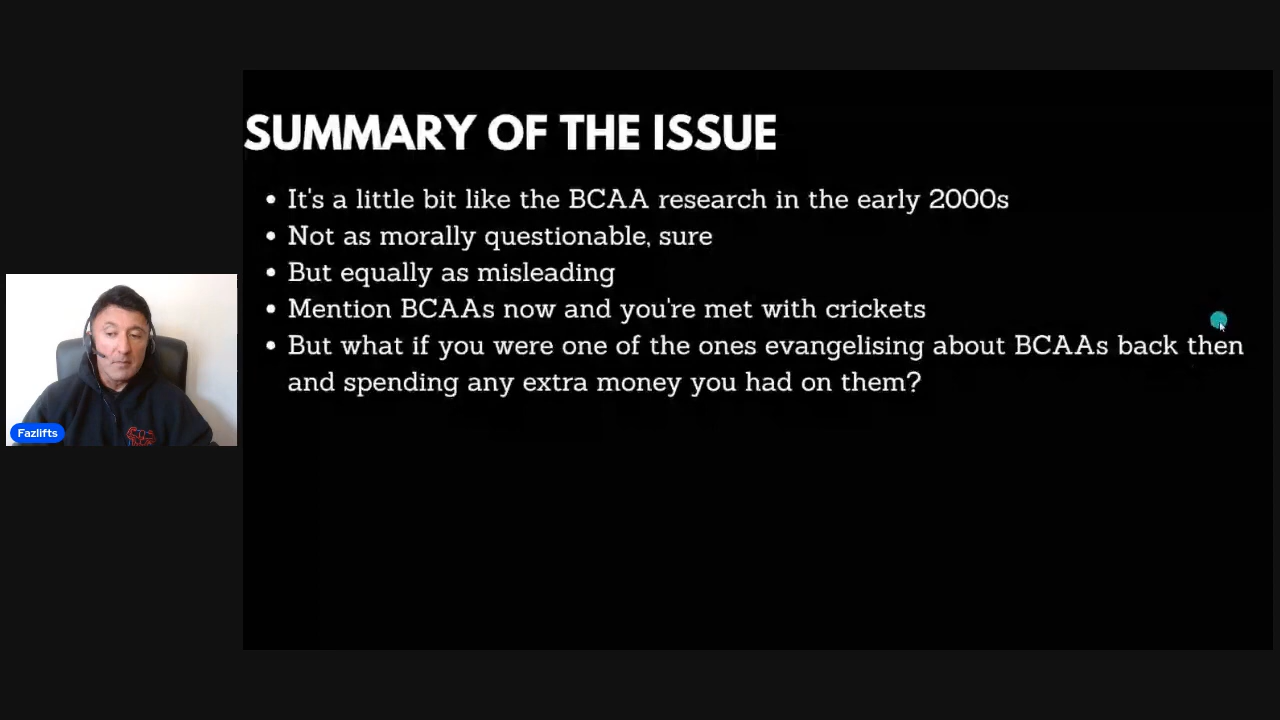 SUMMARY OF THE ISSUE
• It's a little bit like the BCAA research in the early 2000s
• Not as morally questionable, sure
• But equally as misleading
• Mention BCAAs now and you're met with crickets
• But what if you were one of the ones evangelising about BCAAs back then
and spending any extra money you had on them?
Fazlifts